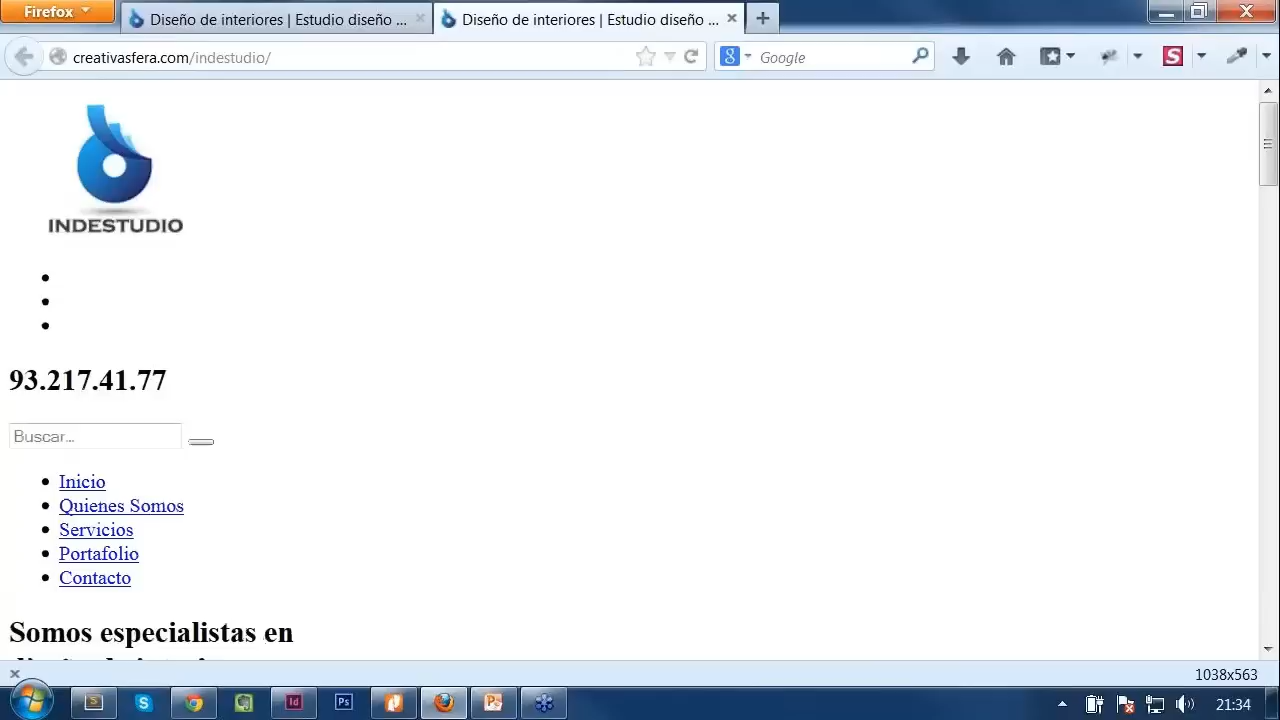 Firefox
Diseño de interiores | Estudio diseño ...
Diseño de interiores | Estudio diseño ...
creativasfera.com/indestudio/
Google
INDESTUDIO
93.217.41.77
Buscar...
Inicio
Quienes Somos
Servicios
Portafolio
Contacto
Somos especialistas en
1038x563
21:34